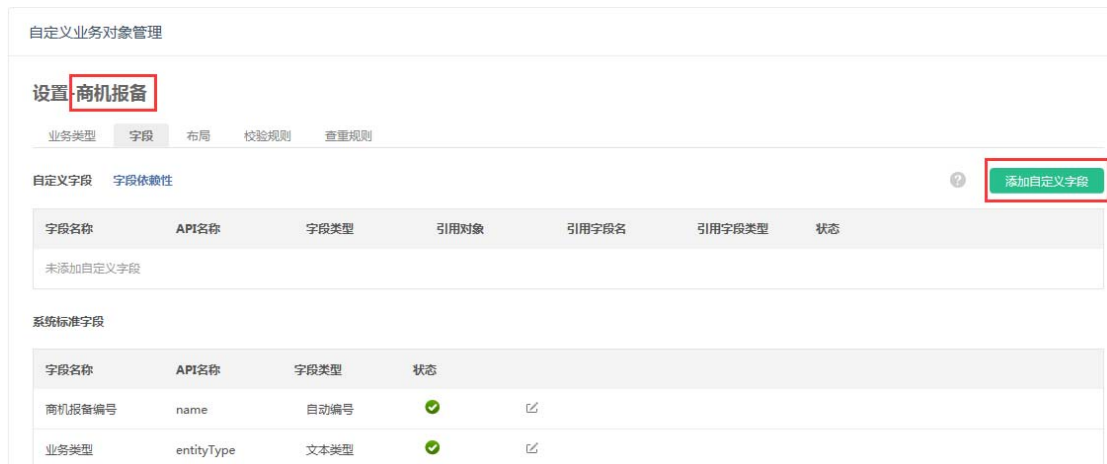 自定义业务对象管理
设置-商机报备
业务类型 字段 布局 校验规则 查重规则
自定义字段 字段依赖性 ? 添加自定义字段
字段名称 API名称 字段类型 引用对象 引用字段名 引用字段类型 状态
未添加自定义字段
系统标准字段
字段名称 API名称 字段类型 状态
商机报备编号 name 自动编号
业务类型 entityType 文本类型